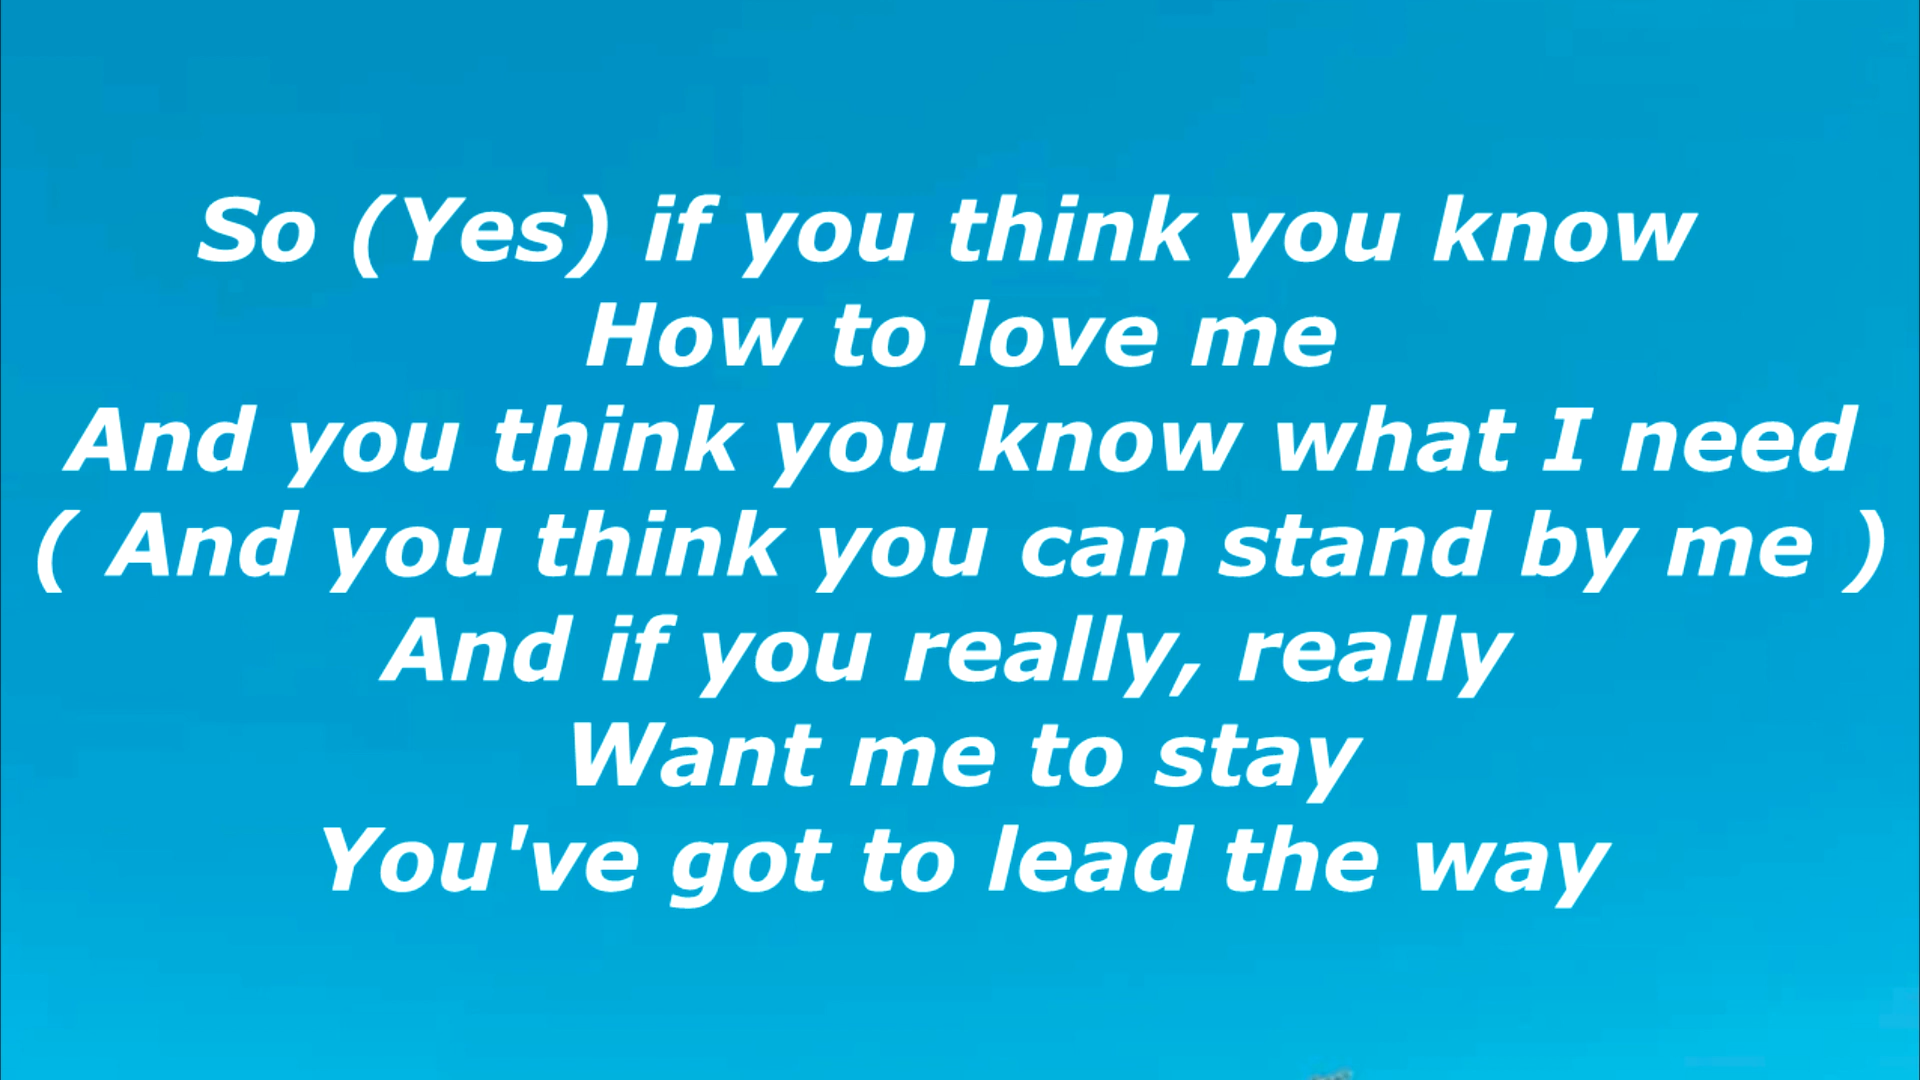 So (Yes) if you think you know
How to love me
And you think you know what I need
( And you think you can stand by me )
And if you really, really
Want me to stay
You've got to lead the way